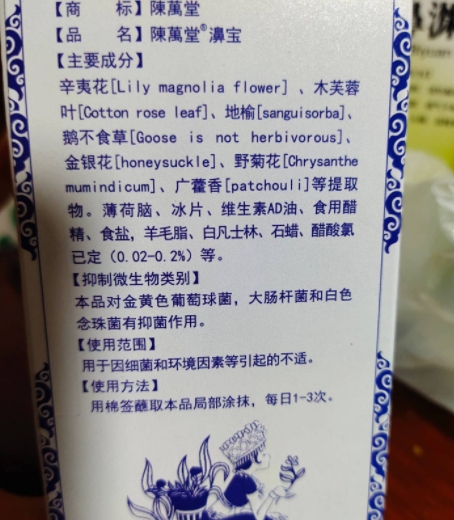 【商　标】陳萬堂
【品　名】陳萬堂®濞宝
【主要成分】
辛夷花[Lily magnolia flower] 、木芙蓉
叶[Cotton rose leaf]、地榆[sanguisorba]、
鹅不食草[Goose is not herbivorous]、
金银花[honeysuckle]、野菊花[Chrysanthe
mumindicum]、广藿香[patchouli]等提取
物。薄荷脑、冰片、维生素AD油、食用醋
精、食盐，羊毛脂、白凡士林、石蜡、醋酸氯
已定（0.02-0.2%）等。
【抑制微生物类别】
本品对金黄色葡萄球菌，大肠杆菌和白色
念珠菌有抑菌作用。
【使用范围】
用于因细菌和环境因素等引起的不适。
【使用方法】
用棉签蘸取本品局部涂抹，每日1-3次。